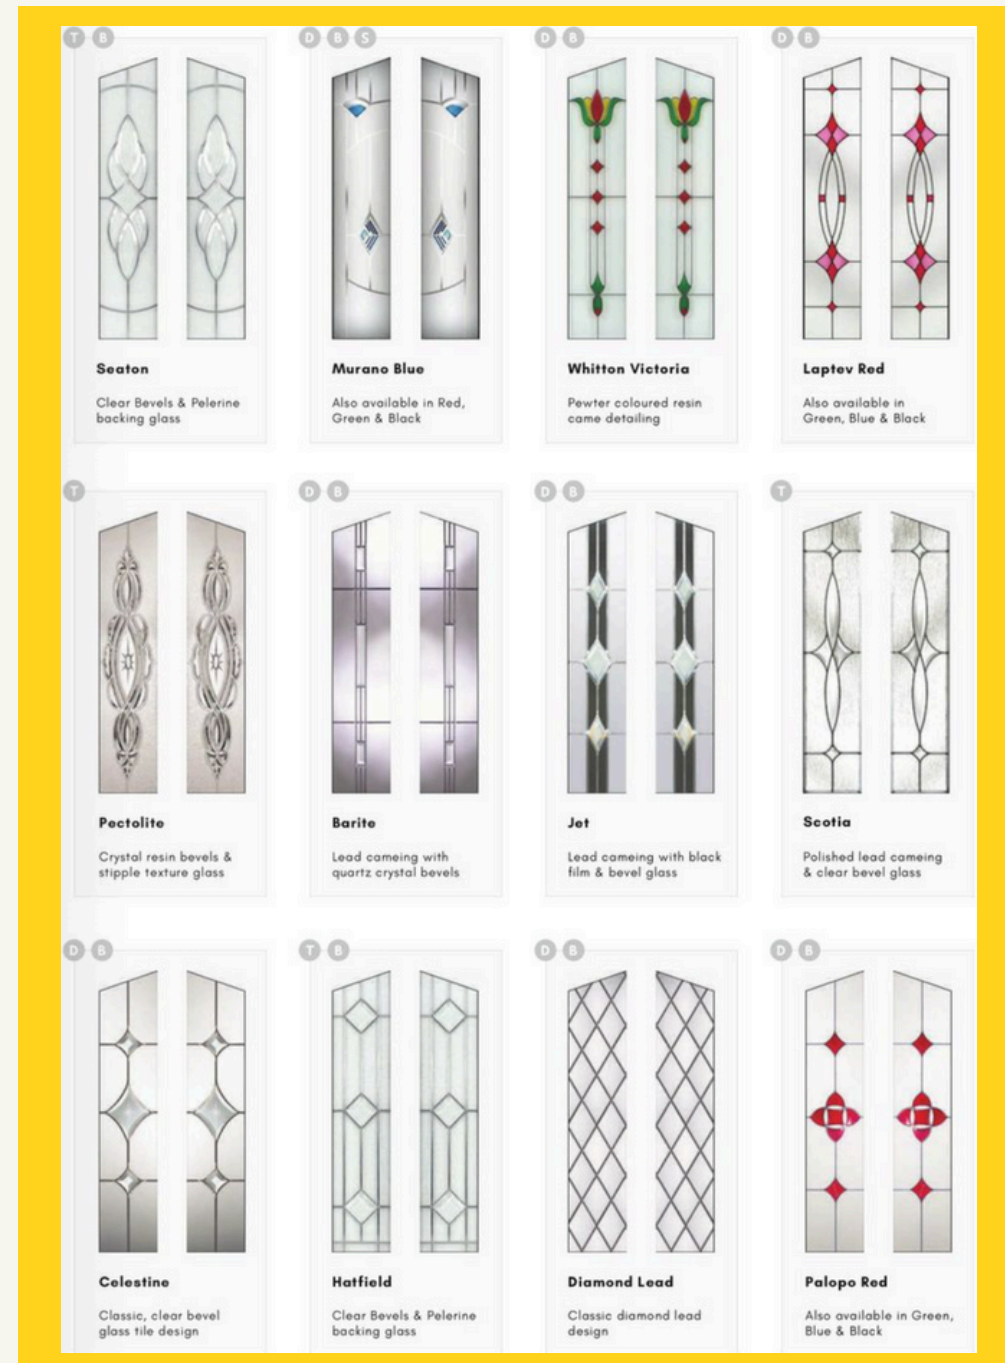 T B
D B S
D B
D B
Seaton
Clear Bevels & Pelerine
backing glass
Murano Blue
Also available in Red,
Green & Black
Whitton Victoria
Pewter coloured resin
came detailing
Laptev Red
Also available in
Green, Blue & Black
T
D B
D B
T
Pectolite
Crystal resin bevels &
stipple texture glass
Barite
Lead cameing with
quartz crystal bevels
Jet
Lead cameing with black
film & bevel glass
Scotia
Polished lead cameing
& clear bevel glass
D B
T B
D B
D B
Celestine
Classic, clear bevel
glass tile design
Hatfield
Clear Bevels & Pelerine
backing glass
Diamond Lead
Classic diamond lead
design
Palopo Red
Also available in Green,
Blue & Black